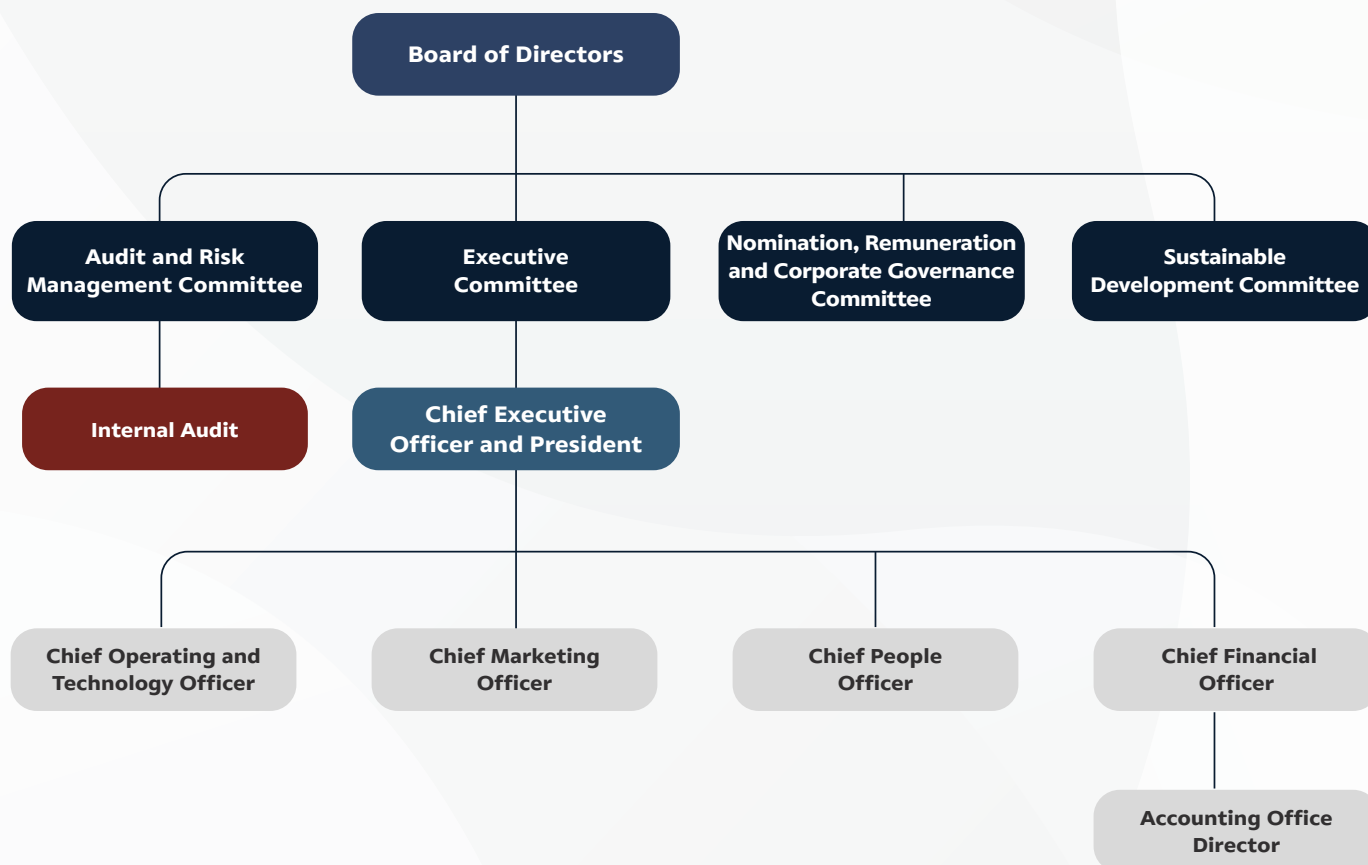 Board of Directors
Audit and Risk
Management Committee
Executive
Committee
Nomination, Remuneration
and Corporate Governance
Committee
Sustainable
Development Committee
Internal Audit
Chief Executive
Officer and President
Chief Operating and
Technology Officer
Chief Marketing
Officer
Chief People
Officer
Chief Financial
Officer
Accounting Office
Director